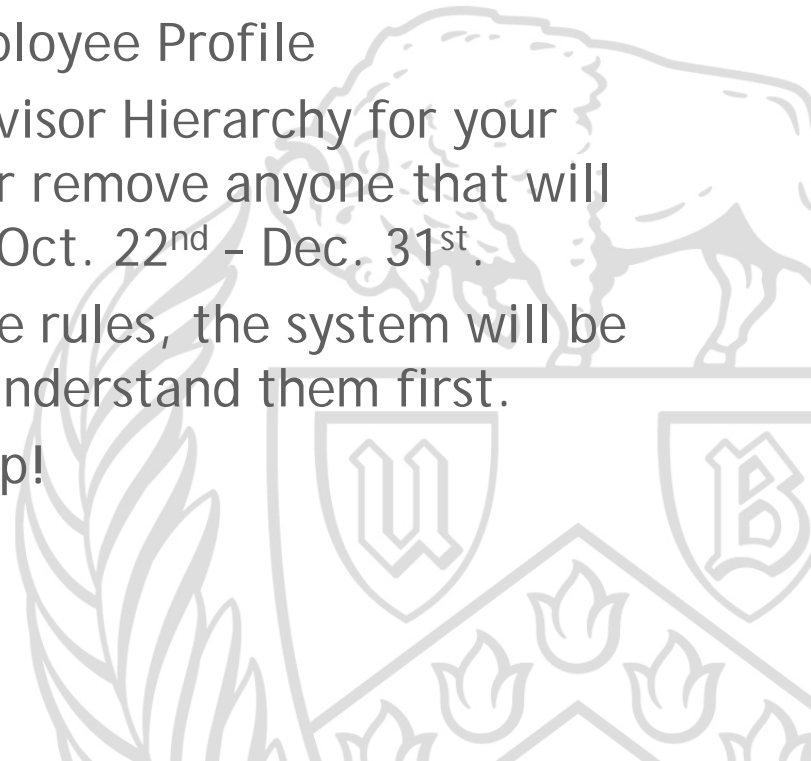 ployee Profile
visor Hierarchy for your
r remove anyone that will
Oct. 22nd – Dec. 31st.
e rules, the system will be
nderstand them first.
p!
U B